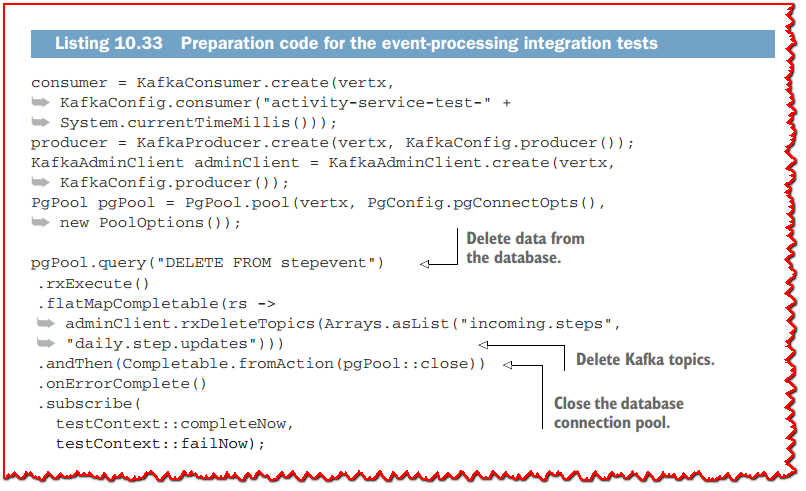 Listing 10.33 Preparation code for the event-processing integration tests
consumer = KafkaConsumer.create(vertx,
KafkaConfig.consumer("activity-service-test-" +
System.currentTimeMillis()));
producer = KafkaProducer.create(vertx, KafkaConfig.producer());
KafkaAdminClient adminClient = KafkaAdminClient.create(vertx,
KafkaConfig.producer());
PgPool pgPool = PgPool.pool(vertx, PgConfig.pgConnectOpts(),
new PoolOptions());
Delete data from
the database.
pgPool.query("DELETE FROM stepevent")
.rxExecute()
.flatMapCompletable(rs ->
adminClient.rxDeleteTopics(Arrays.asList("incoming.steps",
"daily.step.updates")))
Delete Kafka topics.
.andThen(Completable.fromAction(pgPool::close))
.onErrorComplete()
Close the database
connection pool.
.subscribe(
testContext::completeNow,
testContext::failNow);